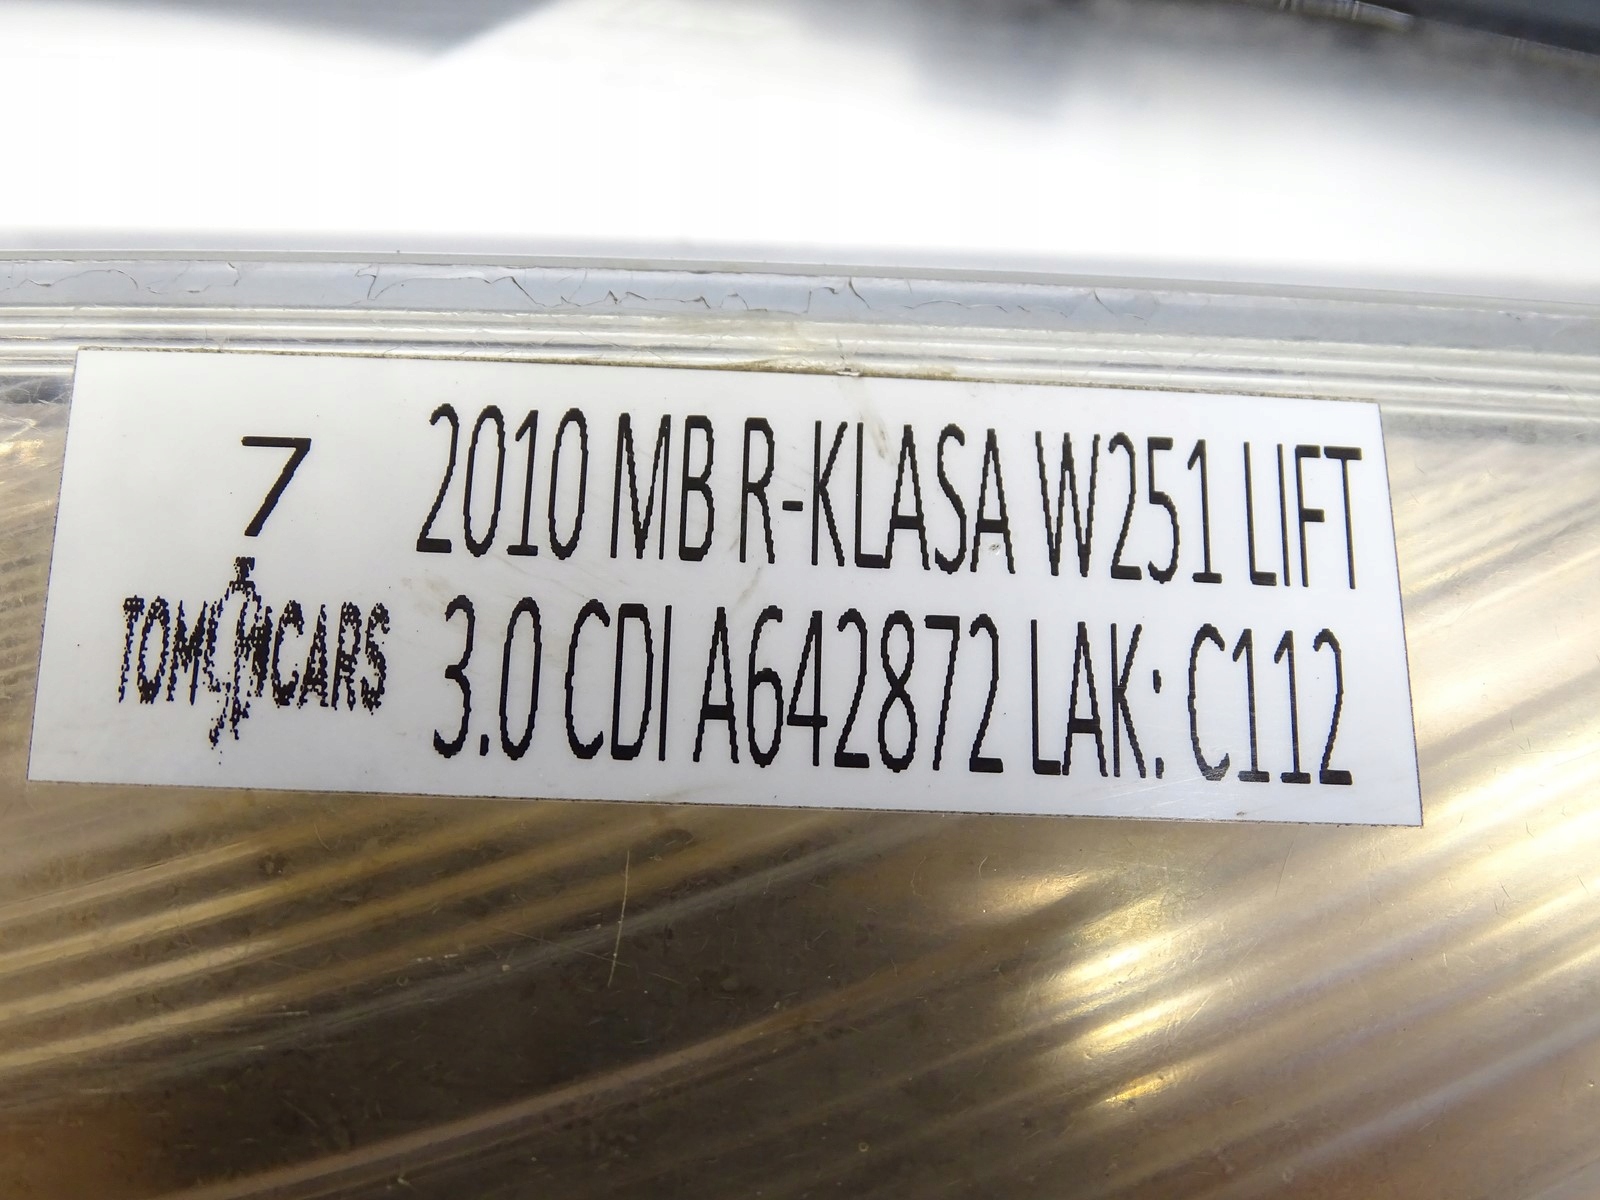 7
2010 MB R-KLASA W251 LIFT
3.0 CDI A642872 LAK: C112